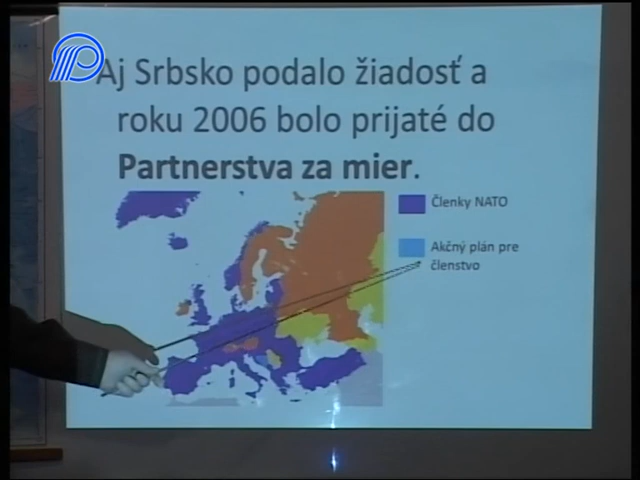 Aj Srbsko podalo žiadosť a
roku 2006 bolo prijaté do
Partnerstva za mier.
Členky NATO
Akčný plán pre
členstvo